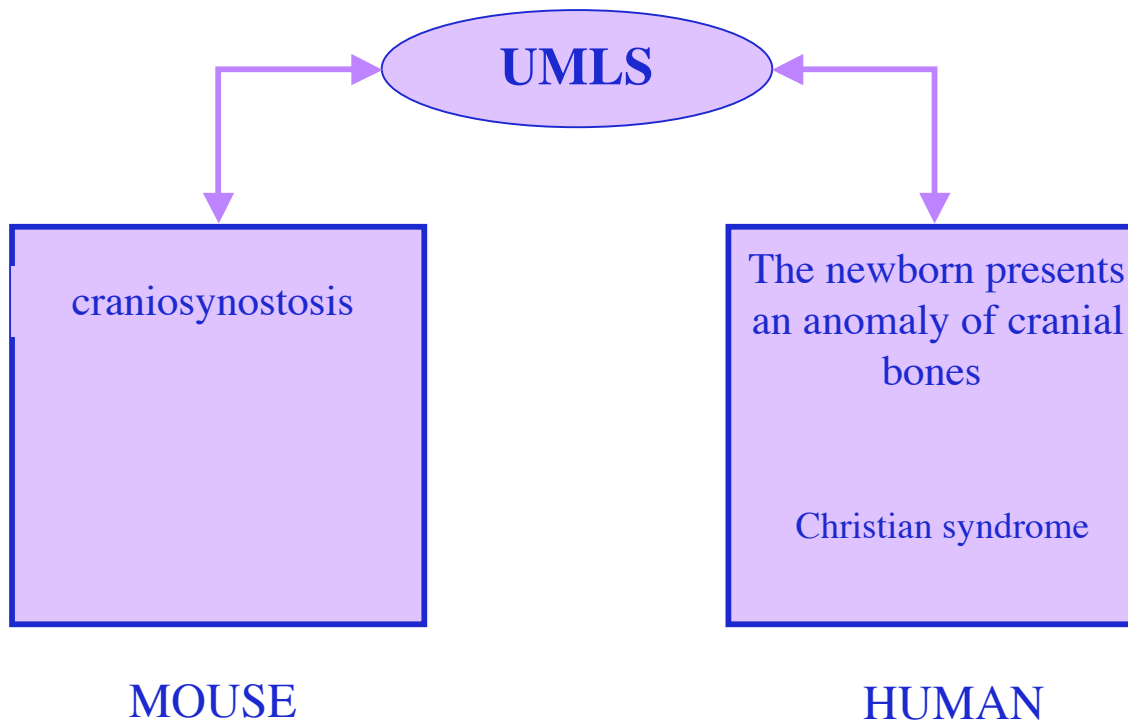 UMLS
craniosynostosis
The newborn presents
an anomaly of cranial
bones
Christian syndrome
MOUSE
HUMAN